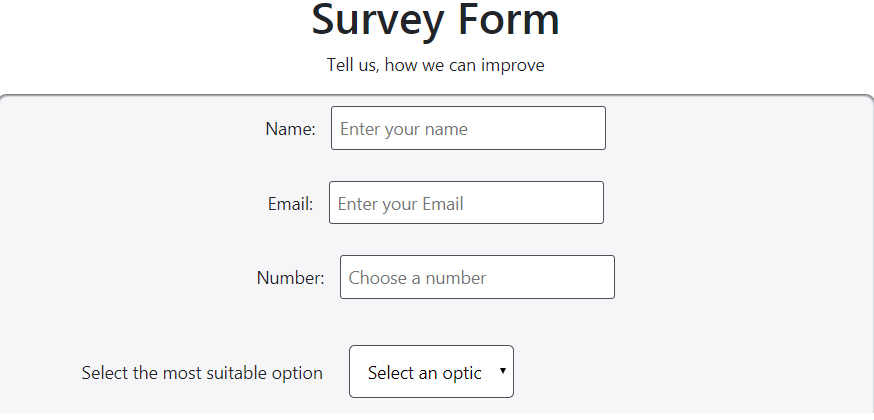 Survey Form
Tell us, how we can improve
Name: Enter your name
Email: Enter your Email
Number: Choose a number
Select the most suitable option Select an optic